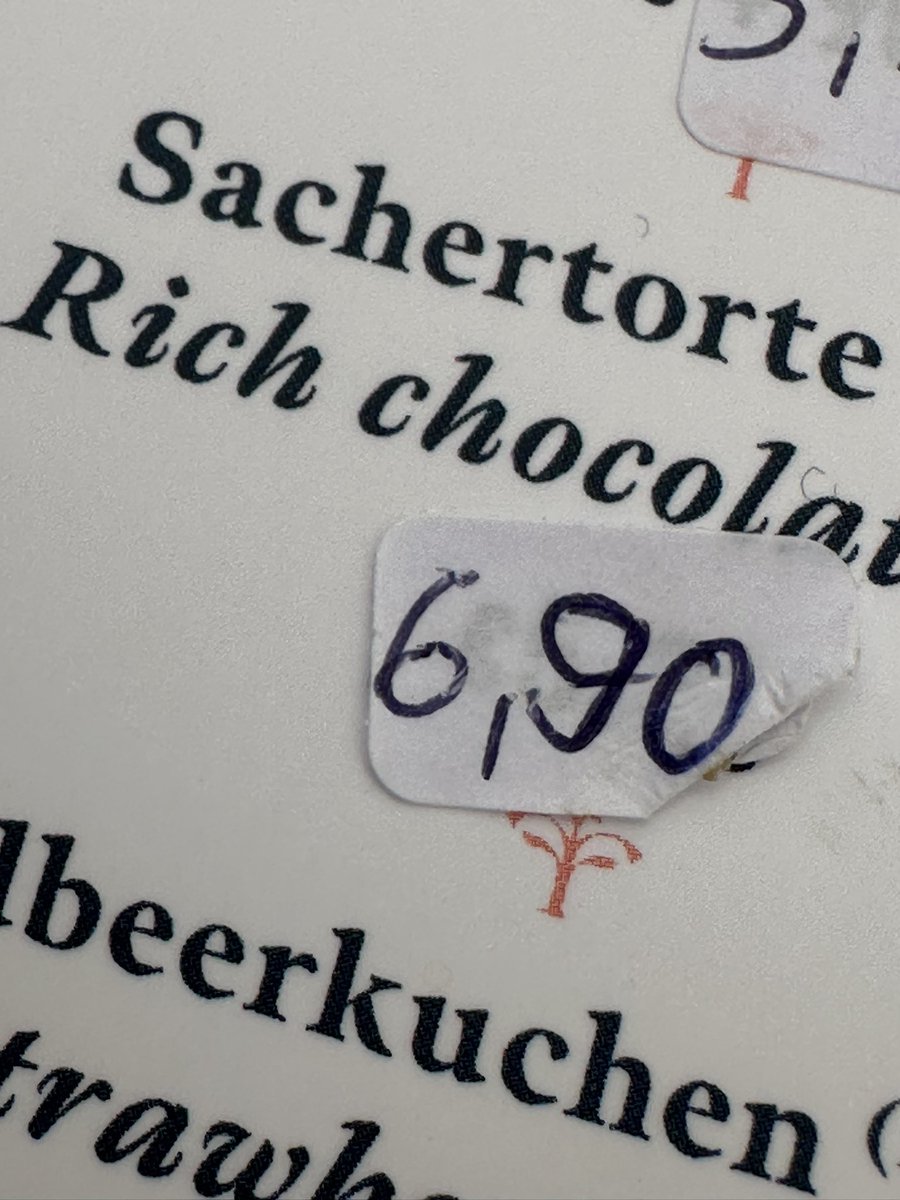 Sachertorte
Rich chocolat
6,90
lbeerkuchen (